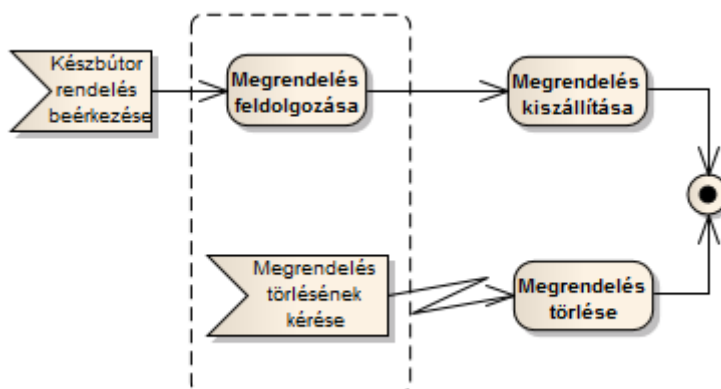 Készbútor
rendelés
beérkezése
Megrendelés
feldolgozása
Megrendelés
kiszállítása
Megrendelés
törlésének
kérése
Megrendelés
törlése